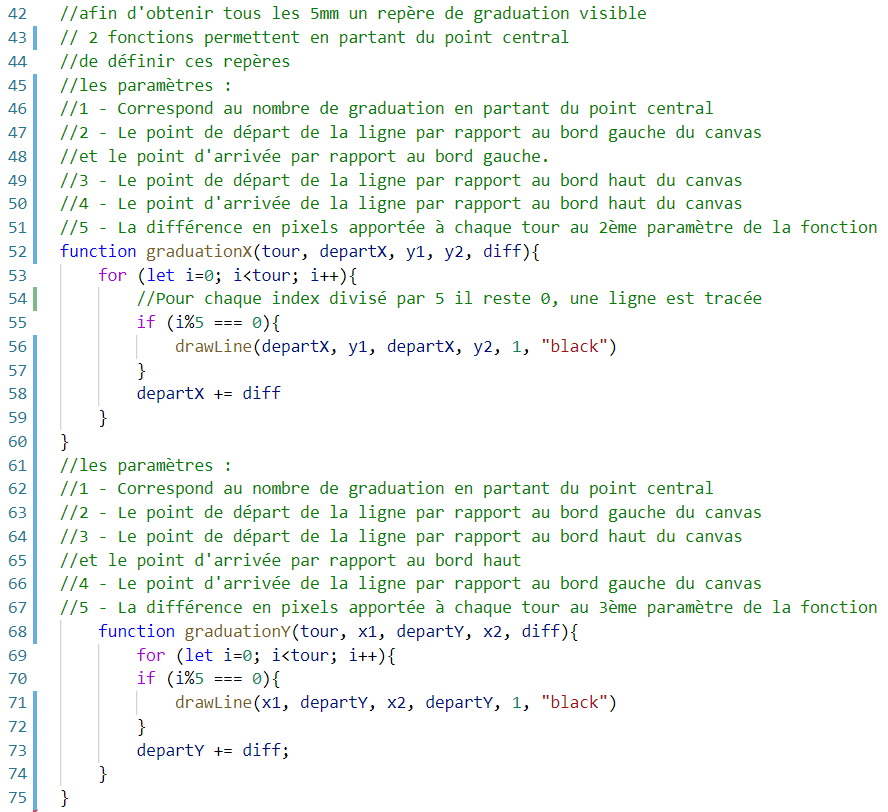 42 //afin d'obtenir tous les 5mm un repère de graduation visible
43 // 2 fonctions permettent en partant du point central
44 //de définir ces repères
45 //les paramètres :
46 //1 - Correspond au nombre de graduation en partant du point central
47 //2 - Le point de départ de la ligne par rapport au bord gauche du canvas
48 //et le point d'arrivée par rapport au bord gauche.
49 //3 - Le point de départ de la ligne par rapport au bord haut du canvas
50 //4 - Le point d'arrivée de la ligne par rapport au bord haut du canvas
51 //5 - La différence en pixels apportée à chaque tour au 2ème paramètre de la fonction
52 function graduationX(tour, departX, y1, y2, diff){
53     for (let i=0; i<tour; i++){
54         //Pour chaque index divisé par 5 il reste 0, une ligne est tracée
55         if (i%5 === 0){
56             drawLine(departX, y1, departX, y2, 1, "black")
57         }
58         departX += diff
59     }
60 }
61 //les paramètres :
62 //1 - Correspond au nombre de graduation en partant du point central
63 //2 - Le point de départ de la ligne par rapport au bord gauche du canvas
64 //3 - Le point de départ de la ligne par rapport au bord haut du canvas
65 //et le point d'arrivée par rapport au bord haut
66 //4 - Le point d'arrivée de la ligne par rapport au bord gauche du canvas
67 //5 - La différence en pixels apportée à chaque tour au 3ème paramètre de la fonction
68     function graduationY(tour, x1, departY, x2, diff){
69         for (let i=0; i<tour; i++){
70         if (i%5 === 0){
71             drawLine(x1, departY, x2, departY, 1, "black")
72         }
73         departY += diff;
74     }
75 }